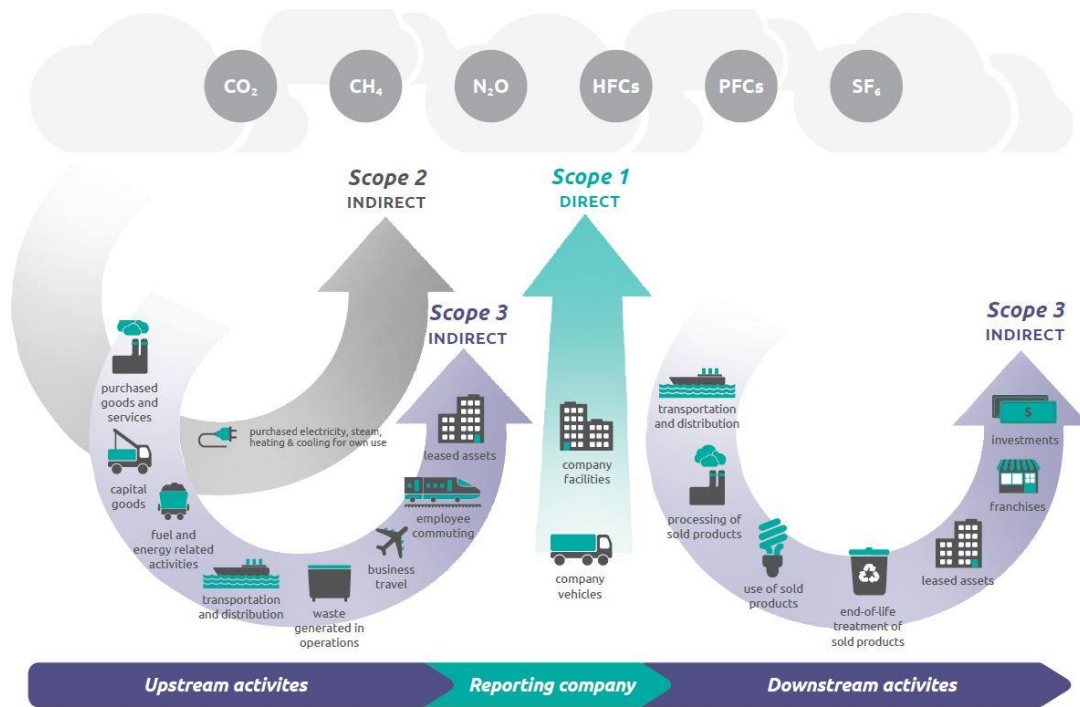 CO₂
CH₄
N₂O
HFCs
PFCs
SF₆
Scope 2
INDIRECT
Scope 1
DIRECT
Scope 3
INDIRECT
Scope 3
INDIRECT
purchased
goods and
services
capital
goods
fuel and
energy related
activities
transportation
and distribution
waste
generated in
operations
business
travel
employee
commuting
leased assets
purchased electricity, steam,
heating & cooling for own use
company
facilities
company
vehicles
transportation
and distribution
processing of
sold products
use of sold
products
end-of-life
treatment of
sold products
leased assets
franchises
$
investments
Upstream activites
Reporting company
Downstream activites